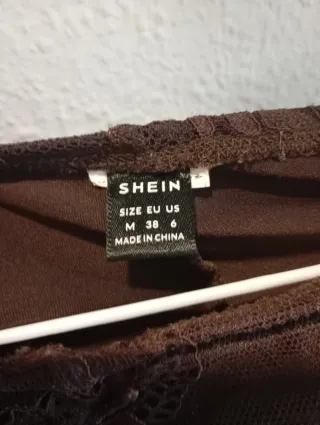 SHEIN
SIZE EU US
M 38 6
MADE IN CHINA